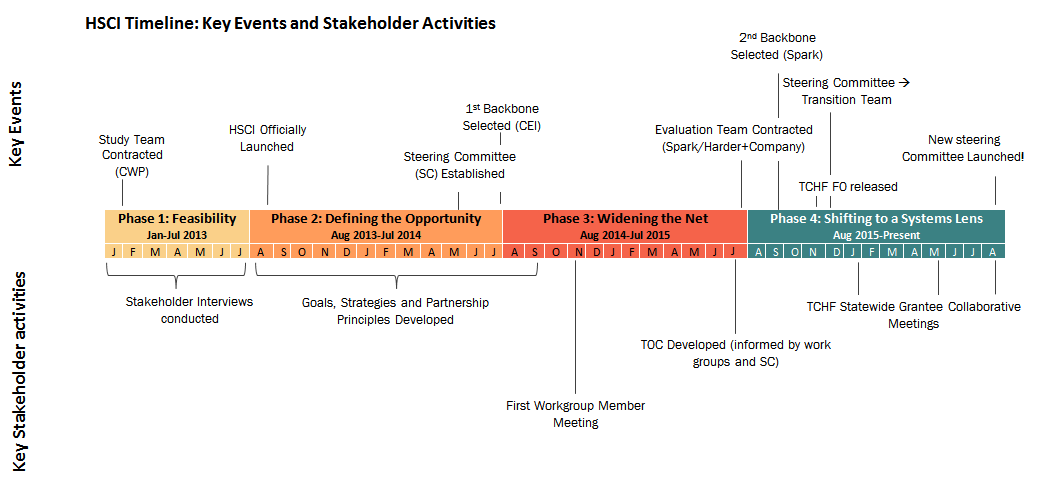 HSCI Timeline: Key Events and Stakeholder Activities
Key Events
2nd Backbone
Selected (Spark)
Steering Committee →
Transition Team
1st Backbone
Selected (CEI)
HSCI Officially
Launched
Evaluation Team Contracted
(Spark/Harder+Company)
Study Team
Contracted
(CWP)
Steering Committee
(SC) Established
New steering
Committee Launched!
TCHF FO released
Phase 1: Feasibility
Jan-Jul 2013
Phase 2: Defining the Opportunity
Aug 2013-Jul 2014
Phase 3: Widening the Net
Aug 2014-Jul 2015
Phase 4: Shifting to a Systems Lens
Aug 2015-Present
J F M A M J J A S O N D J F M A M J J A S O N D J F M A M J J A S O N D J F M A M J J A
Key Stakeholder activities
Stakeholder Interviews
conducted
Goals, Strategies and Partnership
Principles Developed
TCHF Statewide Grantee Collaborative
Meetings
TOC Developed (informed by work
groups and SC)
First Workgroup Member
Meeting